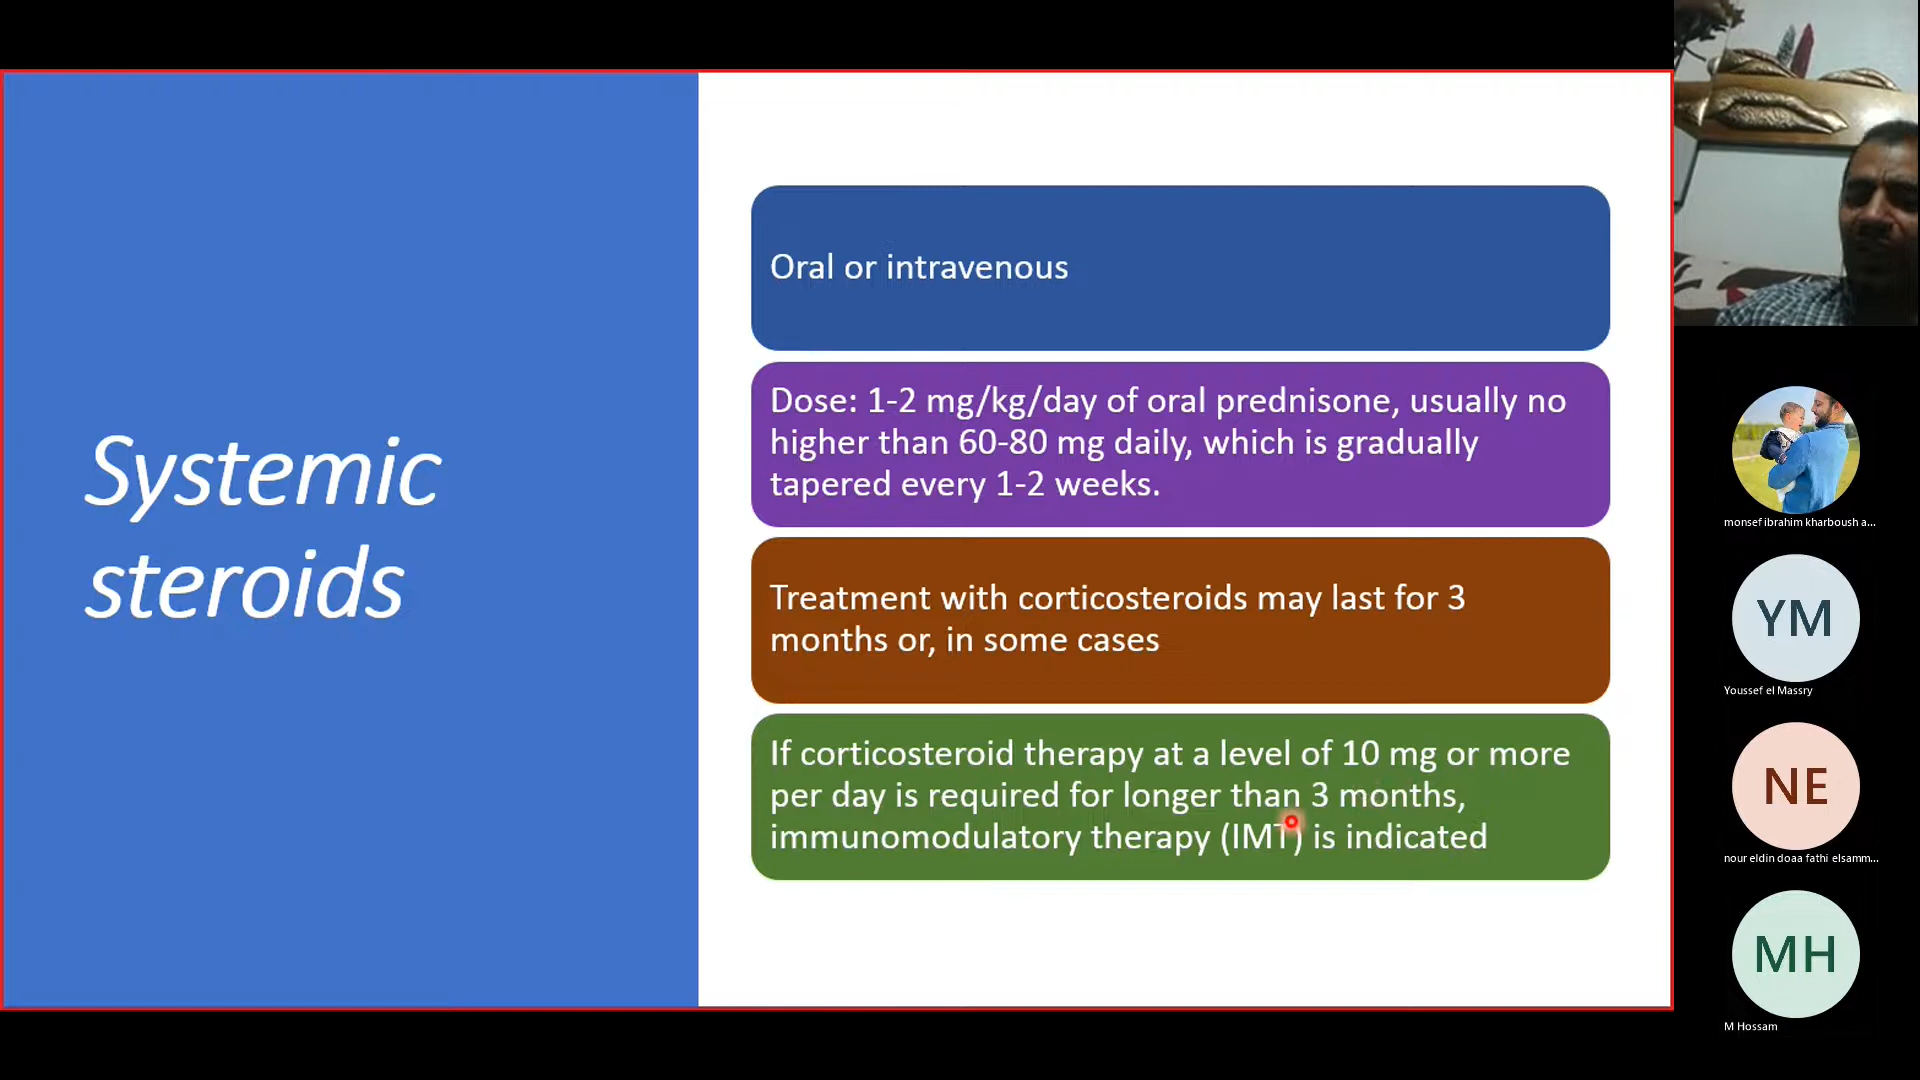 Systemic
steroids
Oral or intravenous
Dose: 1-2 mg/kg/day of oral prednisone, usually no
higher than 60-80 mg daily, which is gradually
tapered every 1-2 weeks.
Treatment with corticosteroids may last for 3
months or, in some cases
If corticosteroid therapy at a level of 10 mg or more
per day is required for longer than 3 months,
immunomodulatory therapy (IMT) is indicated
monsef ibrahim kharboush a...
YM
Youssef el Massry
NE
nour eldin doaa fathi elsamm...
MH
M Hossam